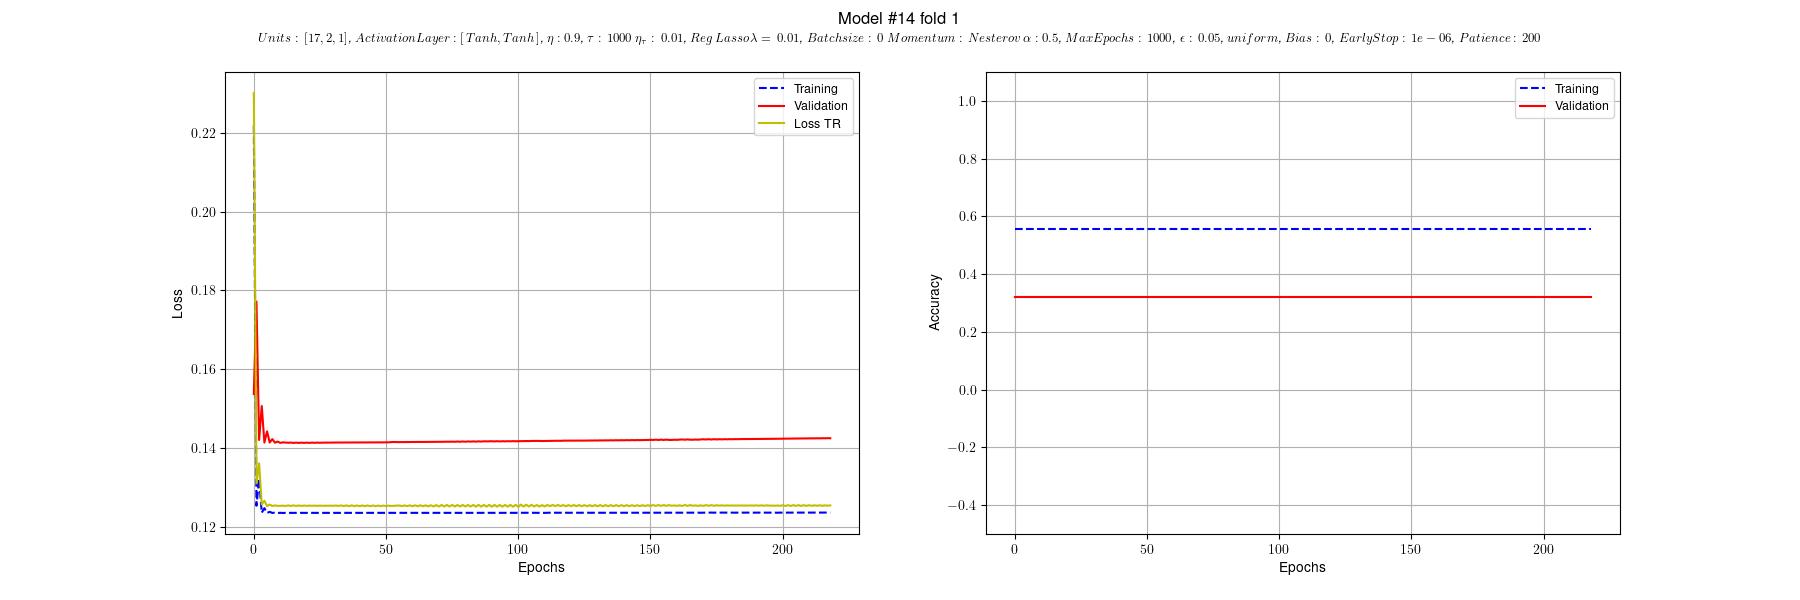 Model #14 fold 1
Units : [17, 2, 1], ActivationLayer : [Tanh, Tanh], η : 0.9, τ : 1000 ητ : 0.01, Reg Lassoλ = 0.01, Batchsize : 0 Momentum : Nesterov α : 0.5, MaxEpochs : 1000, ϵ : 0.05, uniform, Bias : 0, EarlyStop : 1e − 06, Patience : 200
Training
Validation
Loss TR
0.22
0.20
0.18
0.16
0.14
0.12
Loss
0
50
100
150
200
Epochs
Training
Validation
1.0
0.8
0.6
0.4
0.2
0.0
−0.2
−0.4
Accuracy
0
50
100
150
200
Epochs